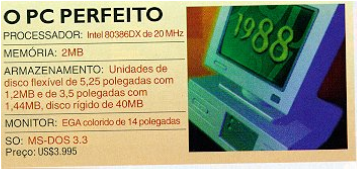 O PC PERFEITO
PROCESSADOR: Intel 80386DX de 20 MHz
MEMÓRIA: 2MB
ARMAZENAMENTO: Unidades de
disco flexível de 5,25 polegadas com
1,2MB e de 3,5 polegadas com
1,44MB, disco rígido de 40MB
MONITOR: EGA colorido de 14 polegadas
SO: MS-DOS 3.3
Preço: US$3.995
1988